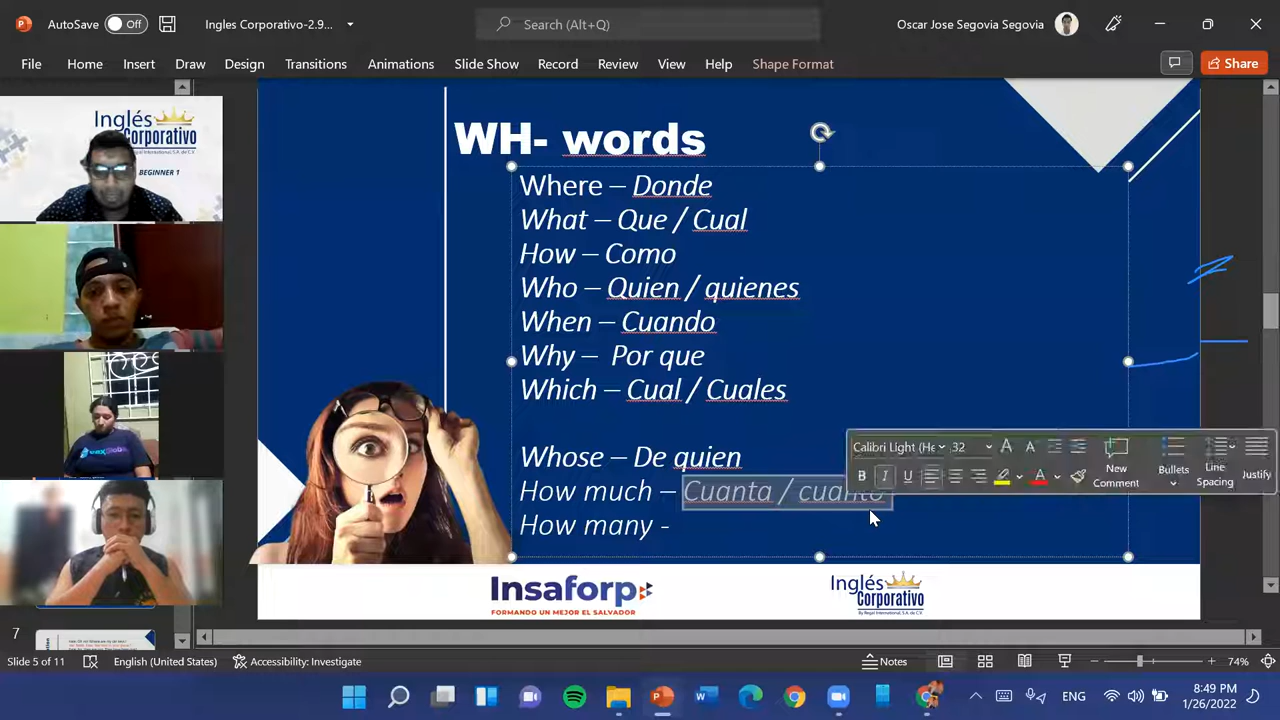 AutoSave Off Ingles Corporativo-2.9... Search (Alt+Q) Oscar Jose Segovia Segovia
File Home Insert Draw Design Transitions Animations Slide Show Record Review View Help Shape Format Share
Inglés
Corporativo
BEGINNER 1
WH- words
Where – Donde
What – Que / Cual
How – Como
Who – Quien / quienes
When – Cuando
Why – Por que
Which – Cual / Cuales
Whose – De quien
How much – Cuanta / cuanto
How many -
Calibri Light (He 32
New Comment Bullets Line Spacing Justify
Insaforp
FORMANDO UN MEJOR EL SALVADOR
Inglés
Corporativo
By Regal International, S.A. de C.V.
7
Slide 5 of 11 English (United States) Accessibility: Investigate Notes 74%
ENG 8:49 PM
1/26/2022